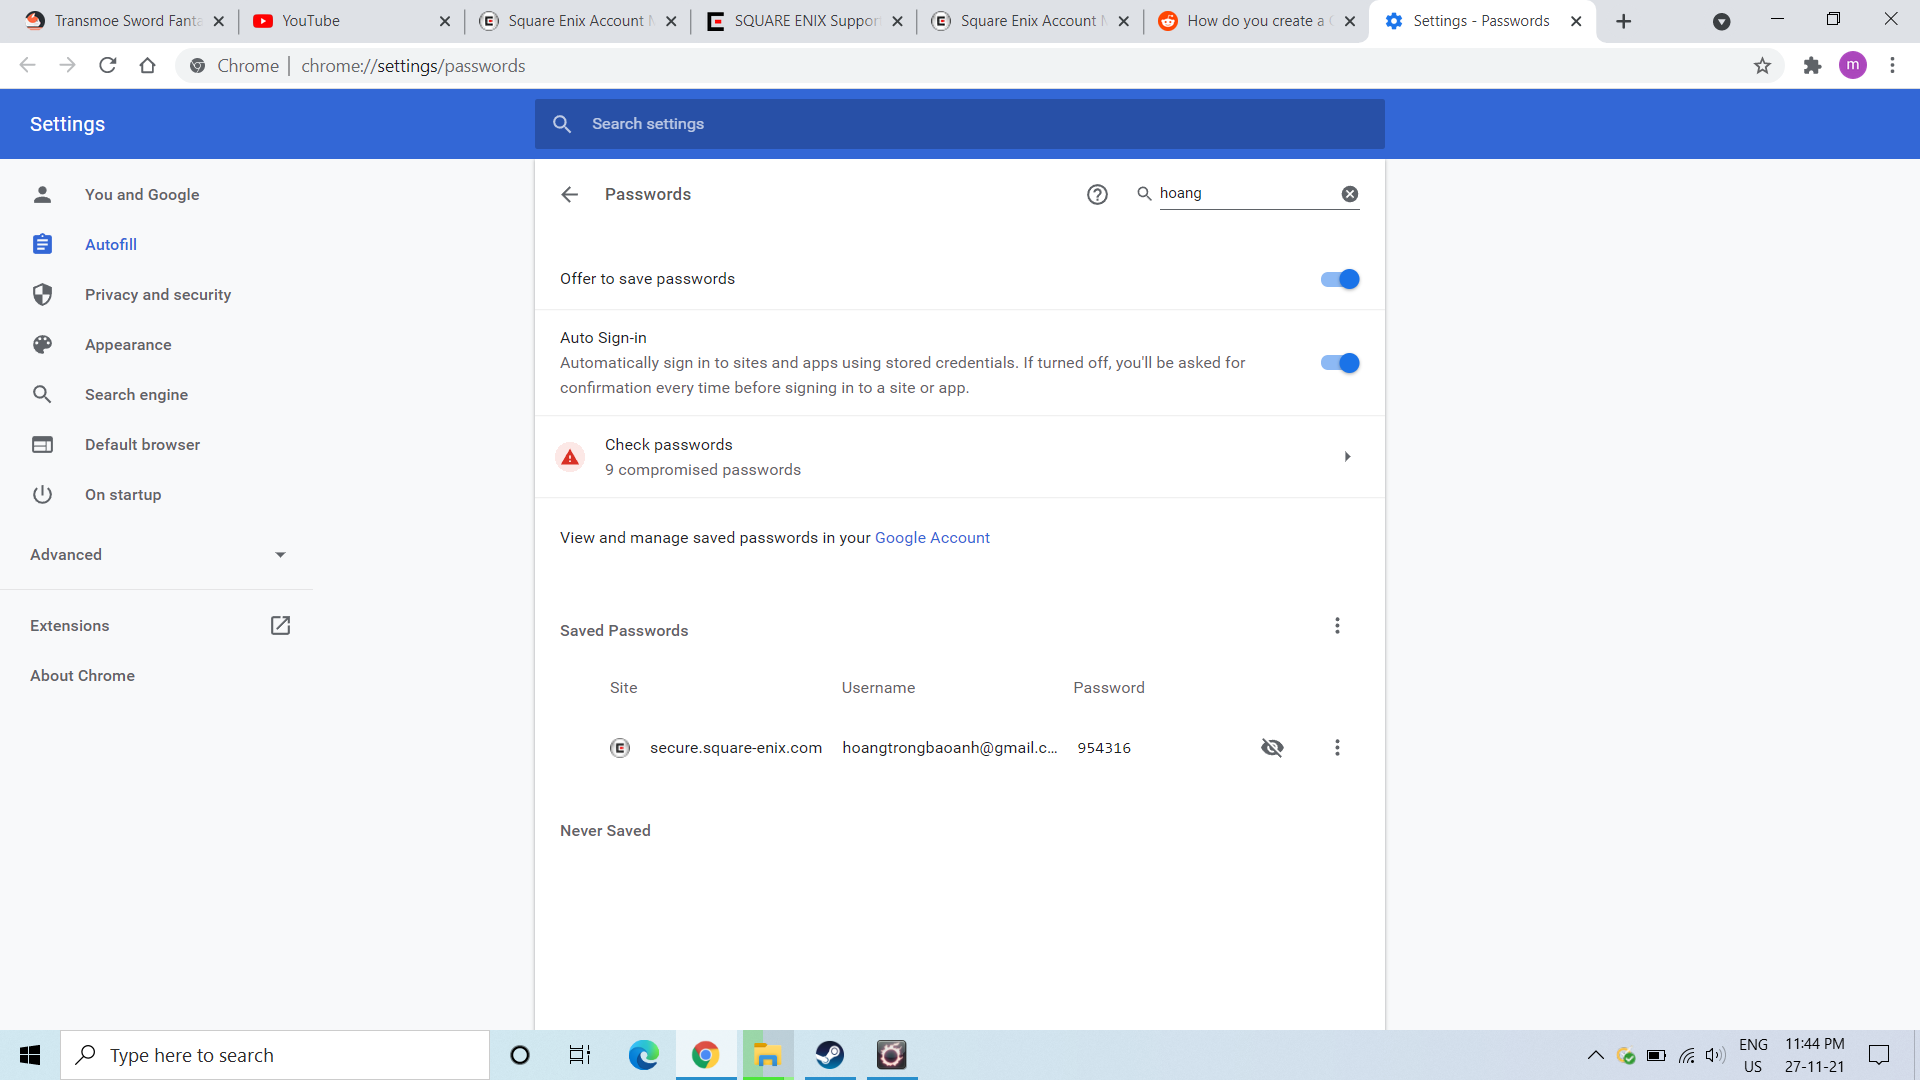 Transmoe Sword Fanta
YouTube
Square Enix Account M
SQUARE ENIX Support
Square Enix Account M
How do you create a
Settings - Passwords
Chrome | chrome://settings/passwords
m
Settings
Search settings
You and Google
Autofill
Privacy and security
Appearance
Search engine
Default browser
On startup
Advanced
Extensions
About Chrome
Passwords
hoang
Offer to save passwords
Auto Sign-in
Automatically sign in to sites and apps using stored credentials. If turned off, you'll be asked for
confirmation every time before signing in to a site or app.
Check passwords
9 compromised passwords
View and manage saved passwords in your Google Account
Saved Passwords
Site Username Password
secure.square-enix.com hoangtrongbaoanh@gmail.c... 954316
Never Saved
Type here to search
ENG
US
11:44 PM
27-11-21